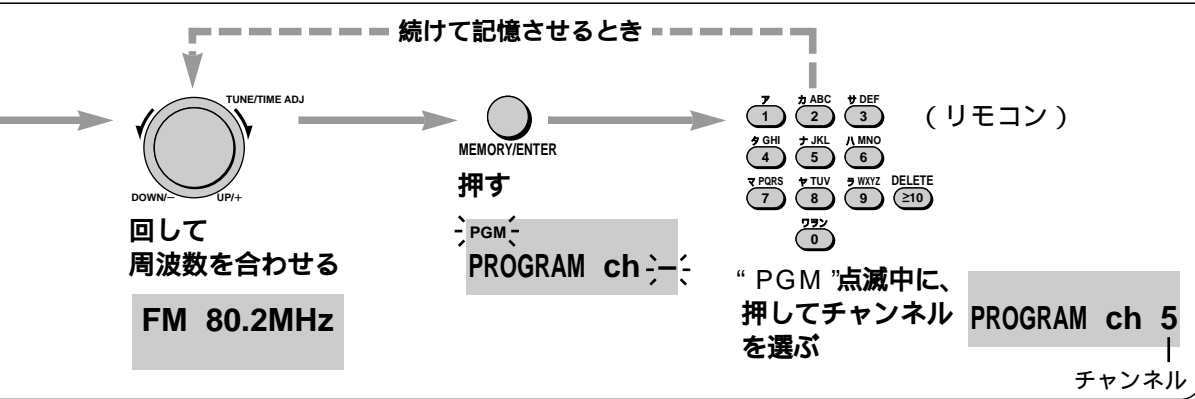 続けて記憶させるとき
TUNE/TIME ADJ
DOWN/− UP/+
回して
周波数を合わせる
FM 80.2MHz
MEMORY/ENTER
押す
PGM
PROGRAM ch −
ア カ ABC サ DEF
1 2 3
(リモコン)
タ GHI ナ JKL ハ MNO
4 5 6
マ PQRS ヤ TUV ラ WXYZ DELETE
7 8 9 ≥10
ワヲン
0
“PGM”点滅中に、
押してチャンネル
を選ぶ
PROGRAM ch 5
チャンネル